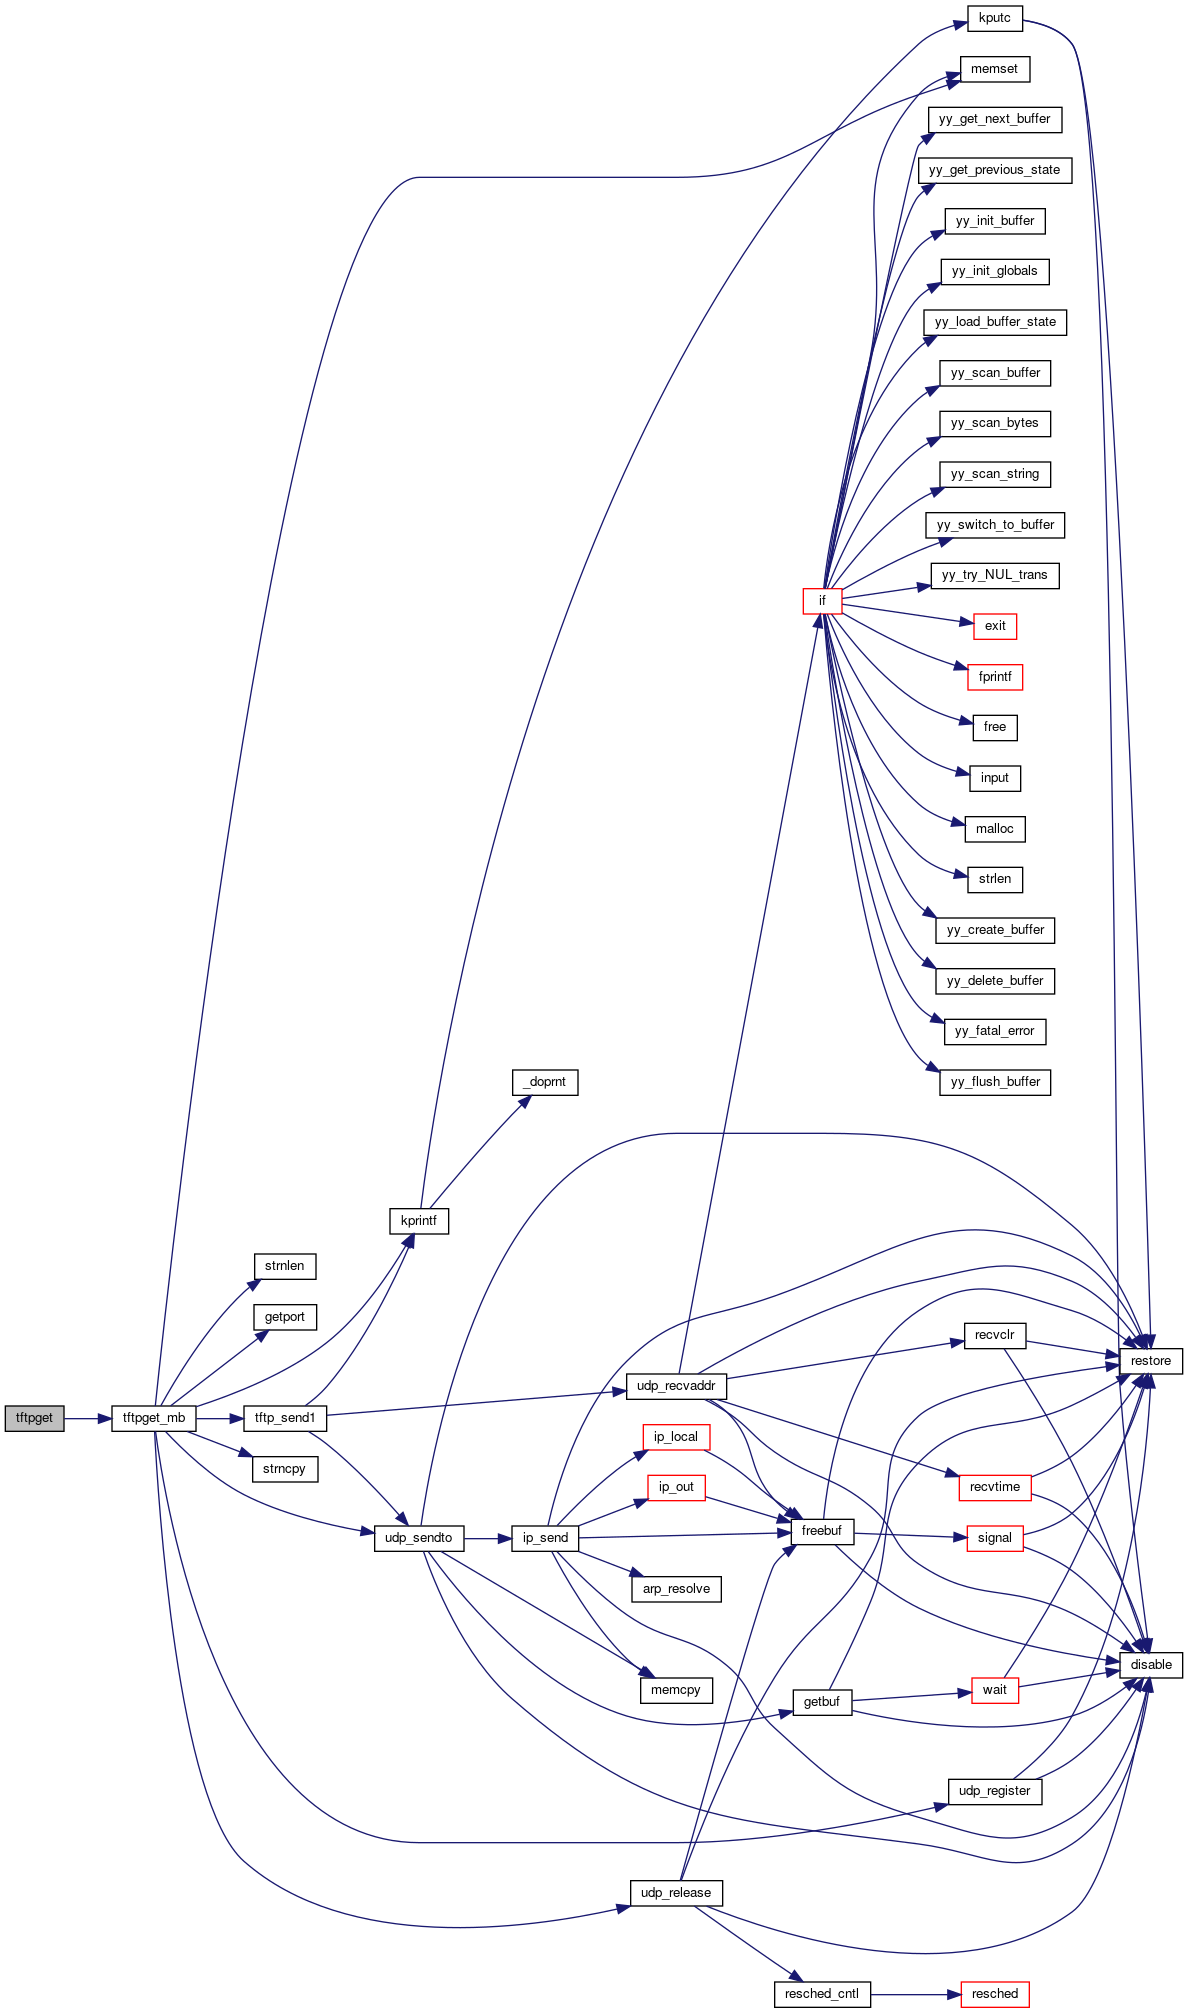 kputc
memset
yy_get_next_buffer
yy_get_previous_state
yy_init_buffer
yy_init_globals
yy_load_buffer_state
yy_scan_buffer
yy_scan_bytes
yy_scan_string
yy_switch_to_buffer
yy_try_NUL_trans
if
exit
fprintf
free
input
malloc
strlen
yy_create_buffer
yy_delete_buffer
yy_fatal_error
yy_flush_buffer
_doprnt
kprintf
strnlen
getport
recvclr
restore
udp_recvaddr
tftpget
tftpget_mb
tftp_send1
ip_local
strncpy
ip_out
recvtime
udp_sendto
ip_send
freebuf
signal
arp_resolve
disable
memcpy
getbuf
wait
udp_register
udp_release
resched_cntl
resched